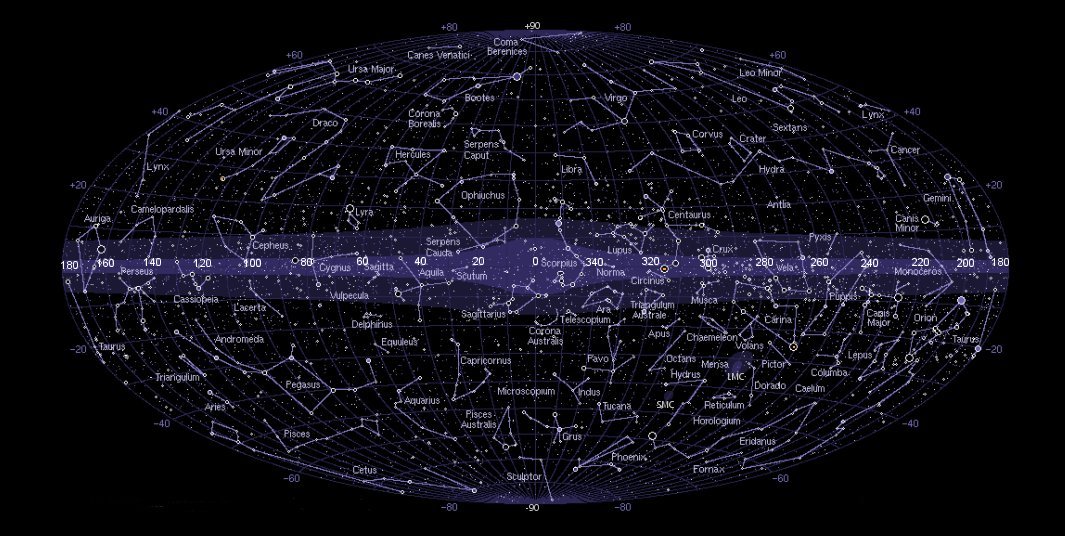 +80 +90 +80
Coma
Berenices
Canes Venatici
+60 +60
Ursa Major
Leo Minor
Bootes
Virgo
Leo
+40 +40
Corona
Borealis
Draco
Sextans
Lynx
Corvus
Crater
Serpens
Caput
Ursa Minor
Hercules
Cancer
Lynx
Libra
Hydra
+20 +20
Ophiuchus
Gemini
Camelopardalis
Antlia
Auriga
Lyra
Centaurus
Canis
Minor
Cepheus
Serpens
Cauda
Lupus
Crux
Pyxis
180 160 140 120 100 80 60 40 20 0 340 320 300 280 260 240 220 200 180
Perseus
Cygnus
Sagitta
Aquila
Scutum
Scorpius
Norma
Vela
Monoceros
Circinus
Cassiopeia
Vulpecula
Musca
Puppis
Lacerta
Sagittarius
Ara
Telescopium
Triangulum
Australe
Carina
Canis
Major
Orion
Delphinus
Corona
Australis
Apus
Chaemeleon
Andromeda
Equuleus
Volans
Taurus
Taurus
-20 -20
Capricornus
Pavo
Octans
Mensa
Pictor
Lepus
Triangulum
Hydrus
LMC
Columba
Pegasus
Dorado
Caelum
Microscopium
Indus
Aries
Aquarius
Tucana
SMC
Reticulum
Pisces
Australis
Horologium
-40 -40
Pisces
Grus
Eridanus
Phoenix
Cetus
Fornax
Sculptor
-60 -60
-80 -90 -80